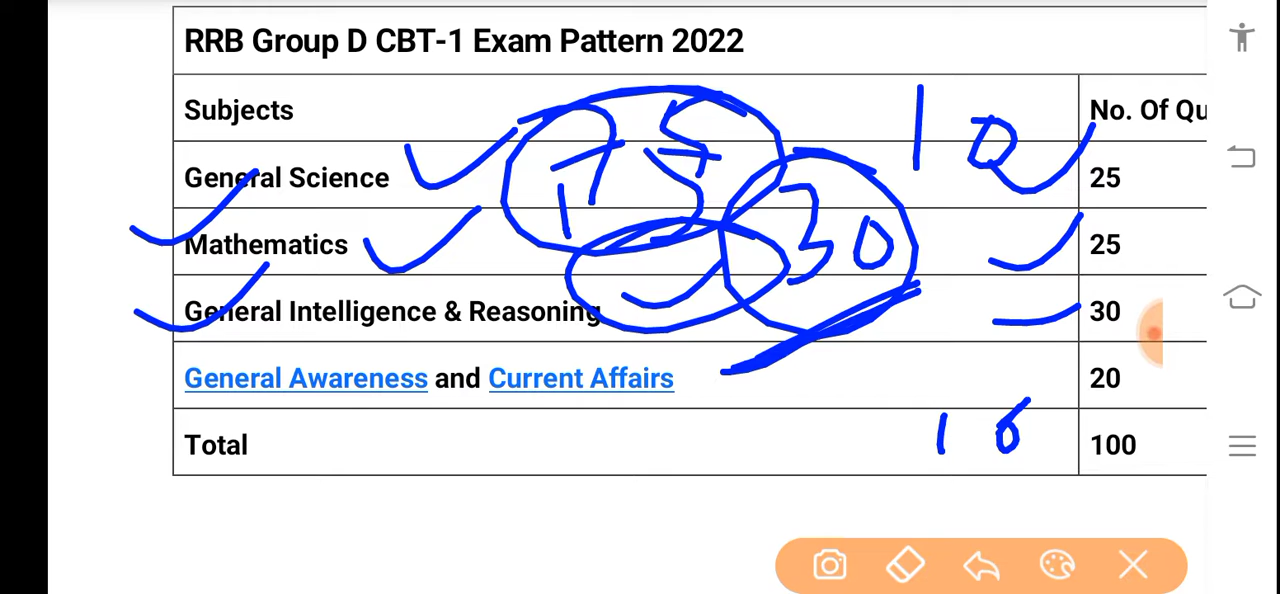 RRB Group D CBT-1 Exam Pattern 2022
Subjects No. Of Qu
General Science 25
Mathematics 25
General Intelligence & Reasoning 30
General Awareness and Current Affairs 20
Total 100
75
30
10